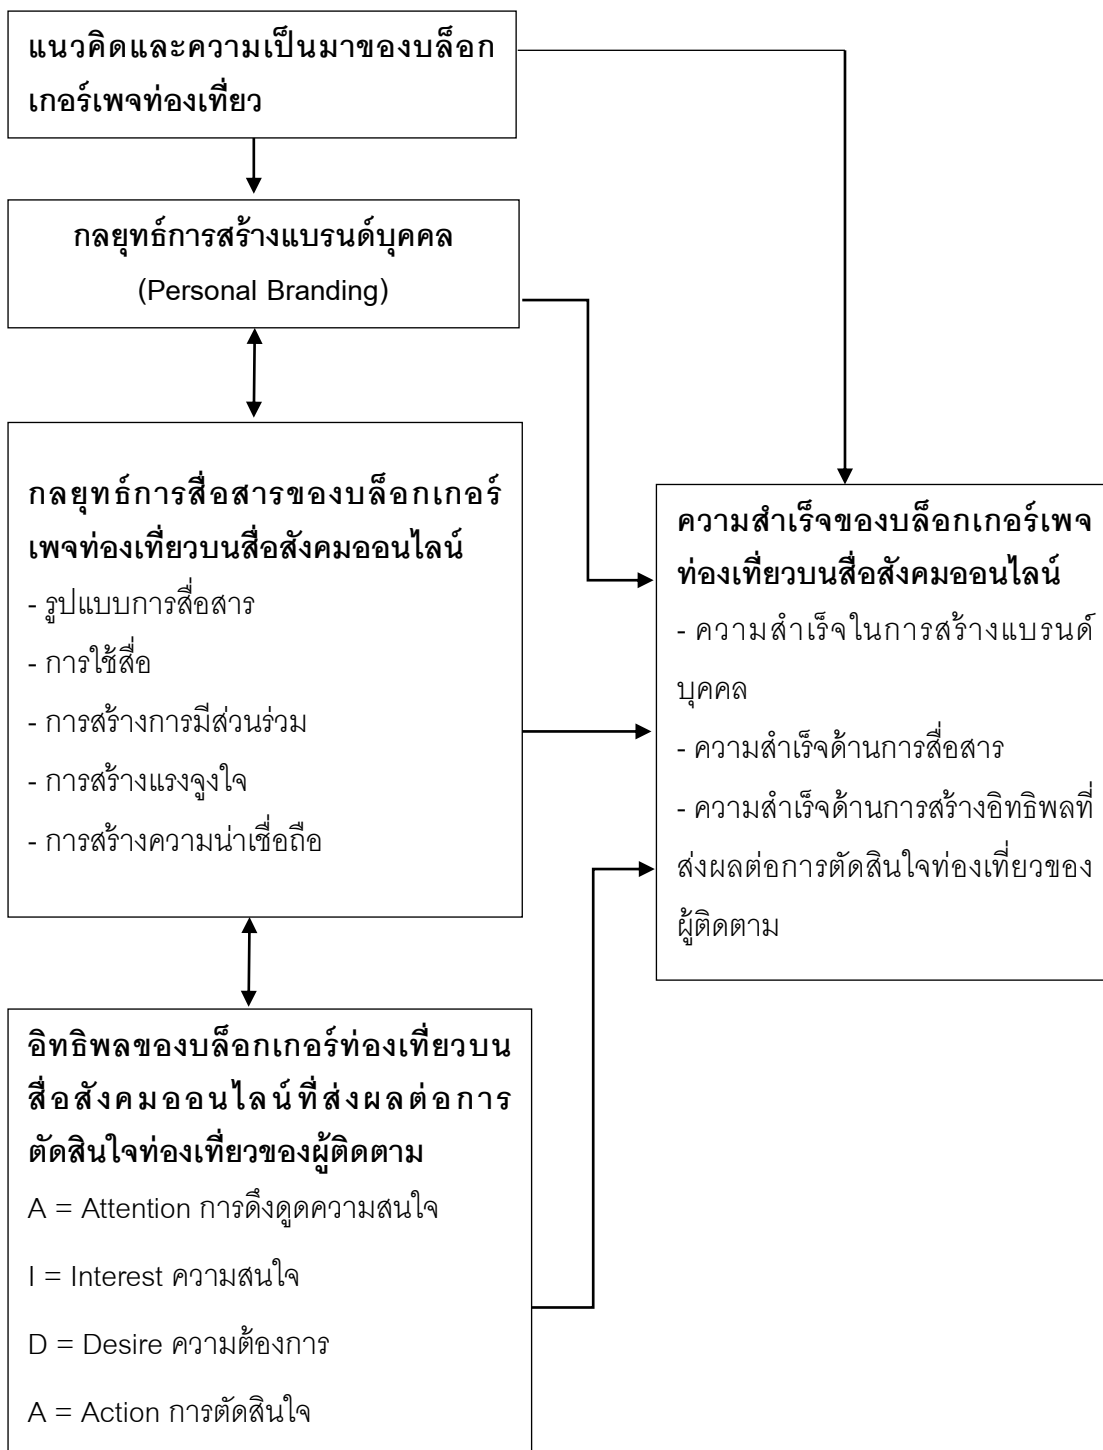 แนวคิดและความเป็นมาของบล็อก
เกอร์เพจท่องเที่ยว
กลยุทธ์การสร้างแบรนด์บุคคล
(Personal Branding)
กลยุทธ์การสื่อสารของบล็อกเกอร์
เพจท่องเที่ยวบนสื่อสังคมออนไลน์
- รูปแบบการสื่อสาร
- การใช้สื่อ
- การสร้างการมีส่วนร่วม
- การสร้างแรงจูงใจ
- การสร้างความน่าเชื่อถือ
ความสำเร็จของบล็อกเกอร์เพจ
ท่องเที่ยวบนสื่อสังคมออนไลน์
- ความสำเร็จในการสร้างแบรนด์
บุคคล
- ความสำเร็จด้านการสื่อสาร
- ความสำเร็จด้านการสร้างอิทธิพลที่
ส่งผลต่อการตัดสินใจท่องเที่ยวของ
ผู้ติดตาม
อิทธิพลของบล็อกเกอร์ท่องเที่ยวบน
สื่อสังคมออนไลน์ที่ส่งผลต่อการ
ตัดสินใจท่องเที่ยวของผู้ติดตาม
A = Attention การดึงดูดความสนใจ
I = Interest ความสนใจ
D = Desire ความต้องการ
A = Action การตัดสินใจ